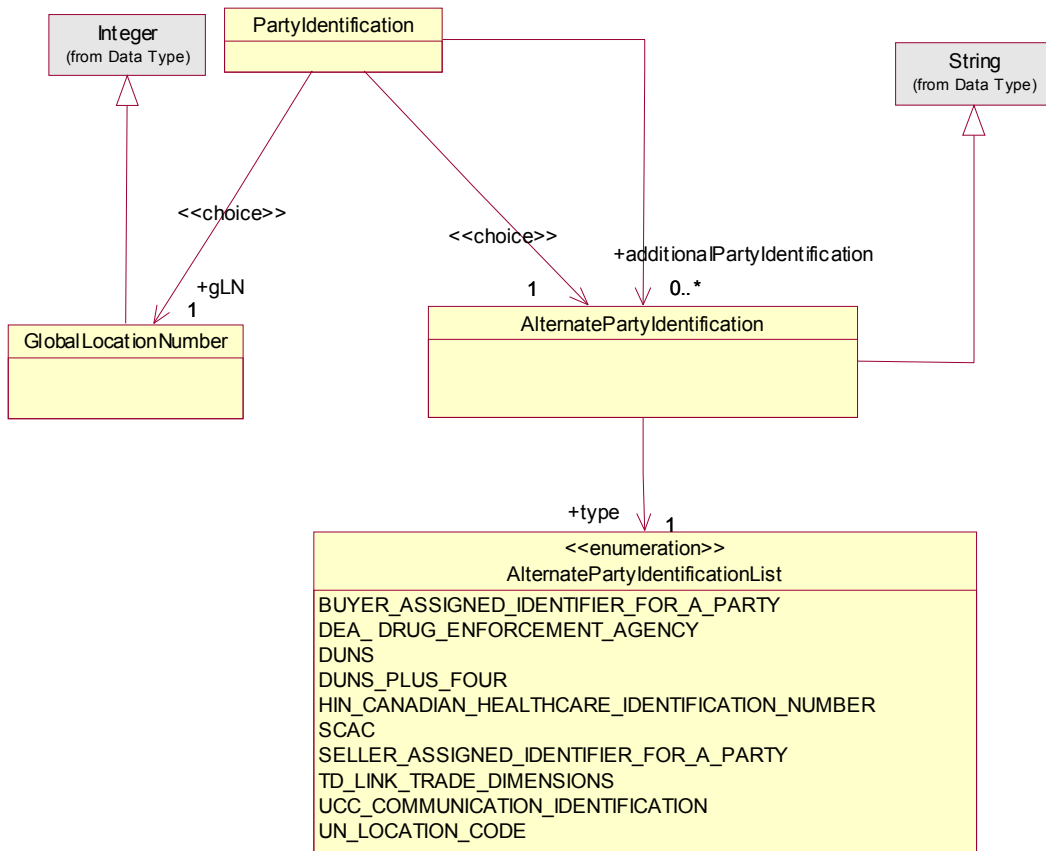 PartyIdentification
Integer
(from Data Type)
String
(from Data Type)
<<choice>>
<<choice>>
+additionalPartyIdentification
+gLN
1
1
0..*
GlobalLocationNumber
AlternatePartyIdentification
+type
1
<<enumeration>>
AlternatePartyIdentificationList
BUYER_ASSIGNED_IDENTIFIER_FOR_A_PARTY
DEA_ DRUG_ENFORCEMENT_AGENCY
DUNS
DUNS_PLUS_FOUR
HIN_CANADIAN_HEALTHCARE_IDENTIFICATION_NUMBER
SCAC
SELLER_ASSIGNED_IDENTIFIER_FOR_A_PARTY
TD_LINK_TRADE_DIMENSIONS
UCC_COMMUNICATION_IDENTIFICATION
UN_LOCATION_CODE